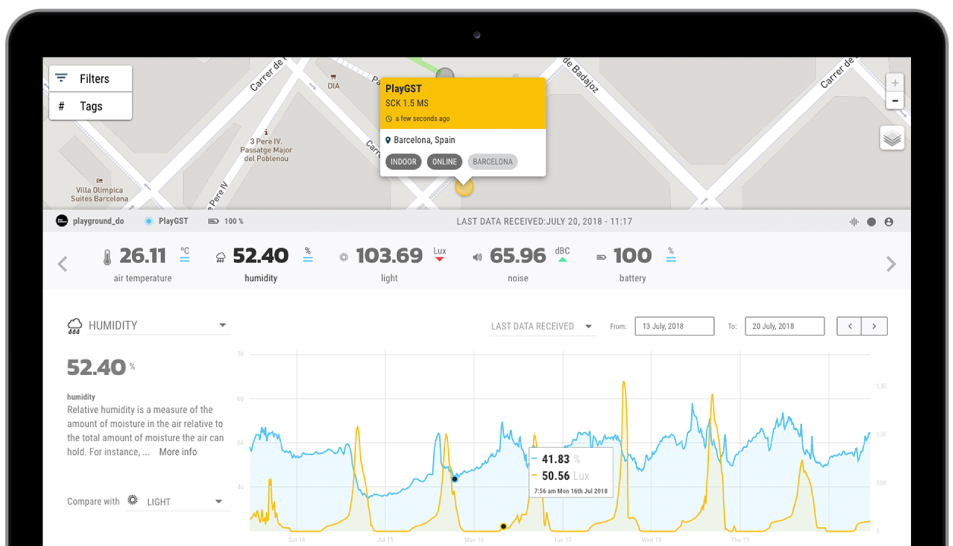 Filters
# Tags
Carrer de l
DIA
Pa
de Badajoz
Carrer de
PlayGST
SCK 1.5 MS
a few seconds ago
Barcelona, Spain
INDOOR ONLINE BARCELONA
3 Pere IV.
Passatge Major
del Poblenou
Carre
Villa Olimpica
Suites Barcelona
Pere IV
+
-
playground_do PlayGST 100 % LAST DATA RECEIVED:JULY 20, 2018 - 11:17
26.11 °C 52.40 % 103.69 Lux 65.96 dBC 100 %
air temperature humidity light noise battery
HUMIDITY
LAST DATA RECEIVED From: 13 July, 2018 To: 20 July, 2018 < >
52.40 %
humidity
Relative humidity is a measure of the
amount of moisture in the air relative to
the total amount of moisture the air can
hold. For instance, ... More info
Compare with LIGHT
70
60
50
40
500
0
41.83 %
50.56 Lux
7:56 am Mon 16th Jul 2018
Sat 14 Jul 15 Mon 16 Tue 17 Wed 18 Thu 19